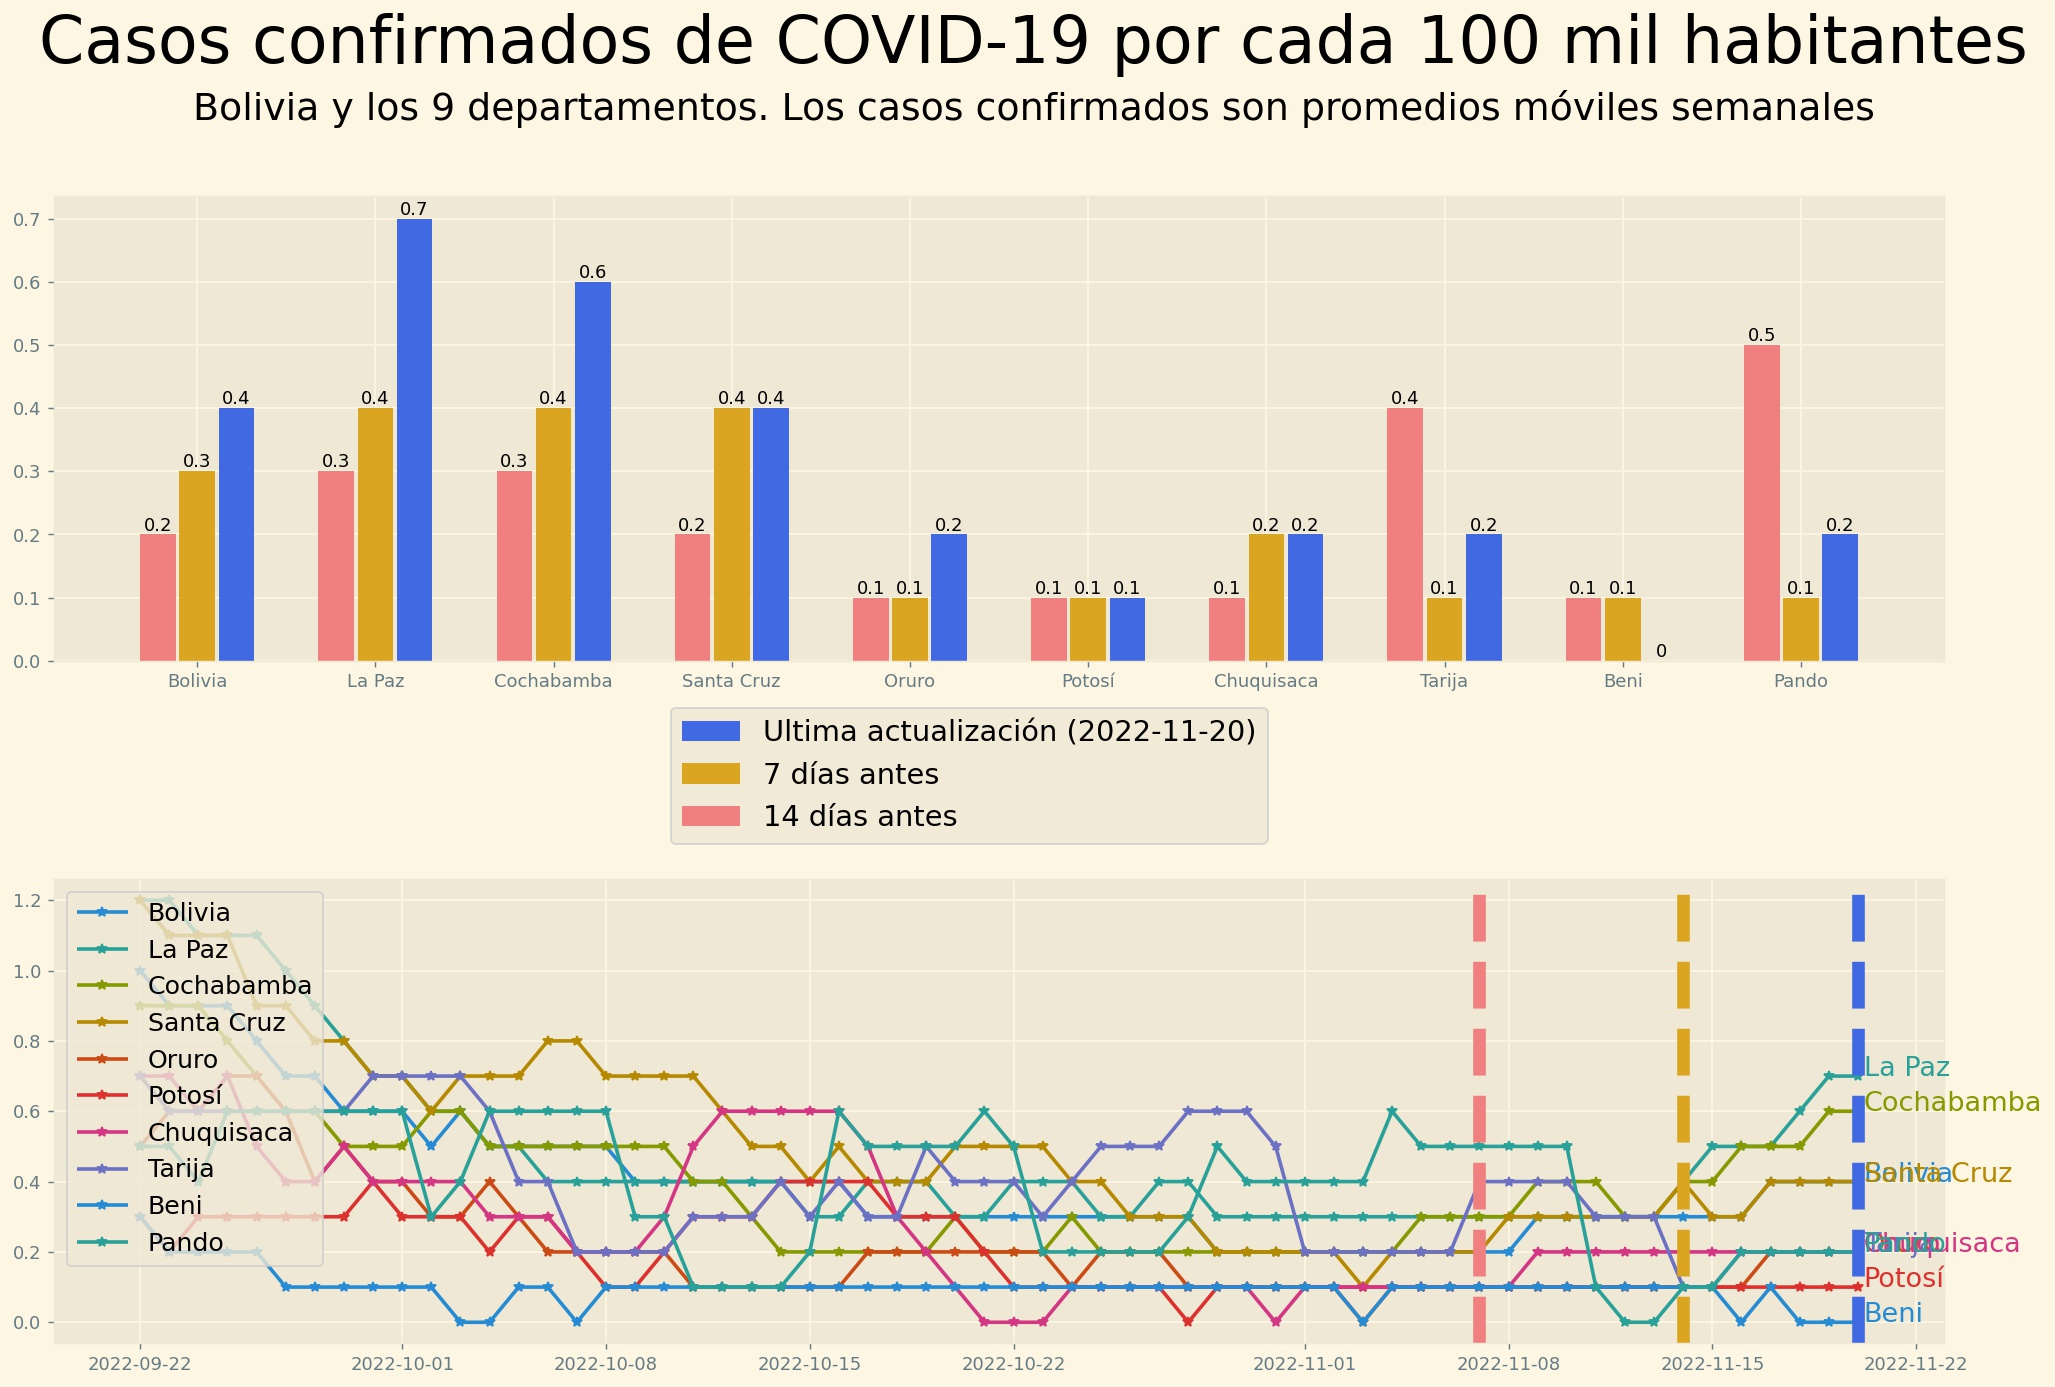 Casos confirmados de COVID-19 por cada 100 mil habitantes
Bolivia y los 9 departamentos. Los casos confirmados son promedios móviles semanales
0.7
0.6
0.5
0.4
0.3
0.2
0.1
0.0
0.2 0.3 0.4
0.3 0.4 0.7
0.3 0.4 0.6
0.2 0.4 0.4
0.1 0.1 0.2
0.1 0.1 0.1
0.1 0.2 0.2
0.4 0.1 0.2
0.1 0.1 0
0.5 0.1 0.2
Bolivia La Paz Cochabamba Santa Cruz Oruro Potosí Chuquisaca Tarija Beni Pando
Ultima actualización (2022-11-20)
7 días antes
14 días antes
1.2
1.0
0.8
0.6
0.4
0.2
0.0
Bolivia
La Paz
Cochabamba
Santa Cruz
Oruro
Potosí
Chuquisaca
Tarija
Beni
Pando
La Paz
Cochabamba
Bolivia
Santa Cruz
Chuquisaca
Potosí
Beni
2022-09-22 2022-10-01 2022-10-08 2022-10-15 2022-10-22 2022-11-01 2022-11-08 2022-11-15 2022-11-22